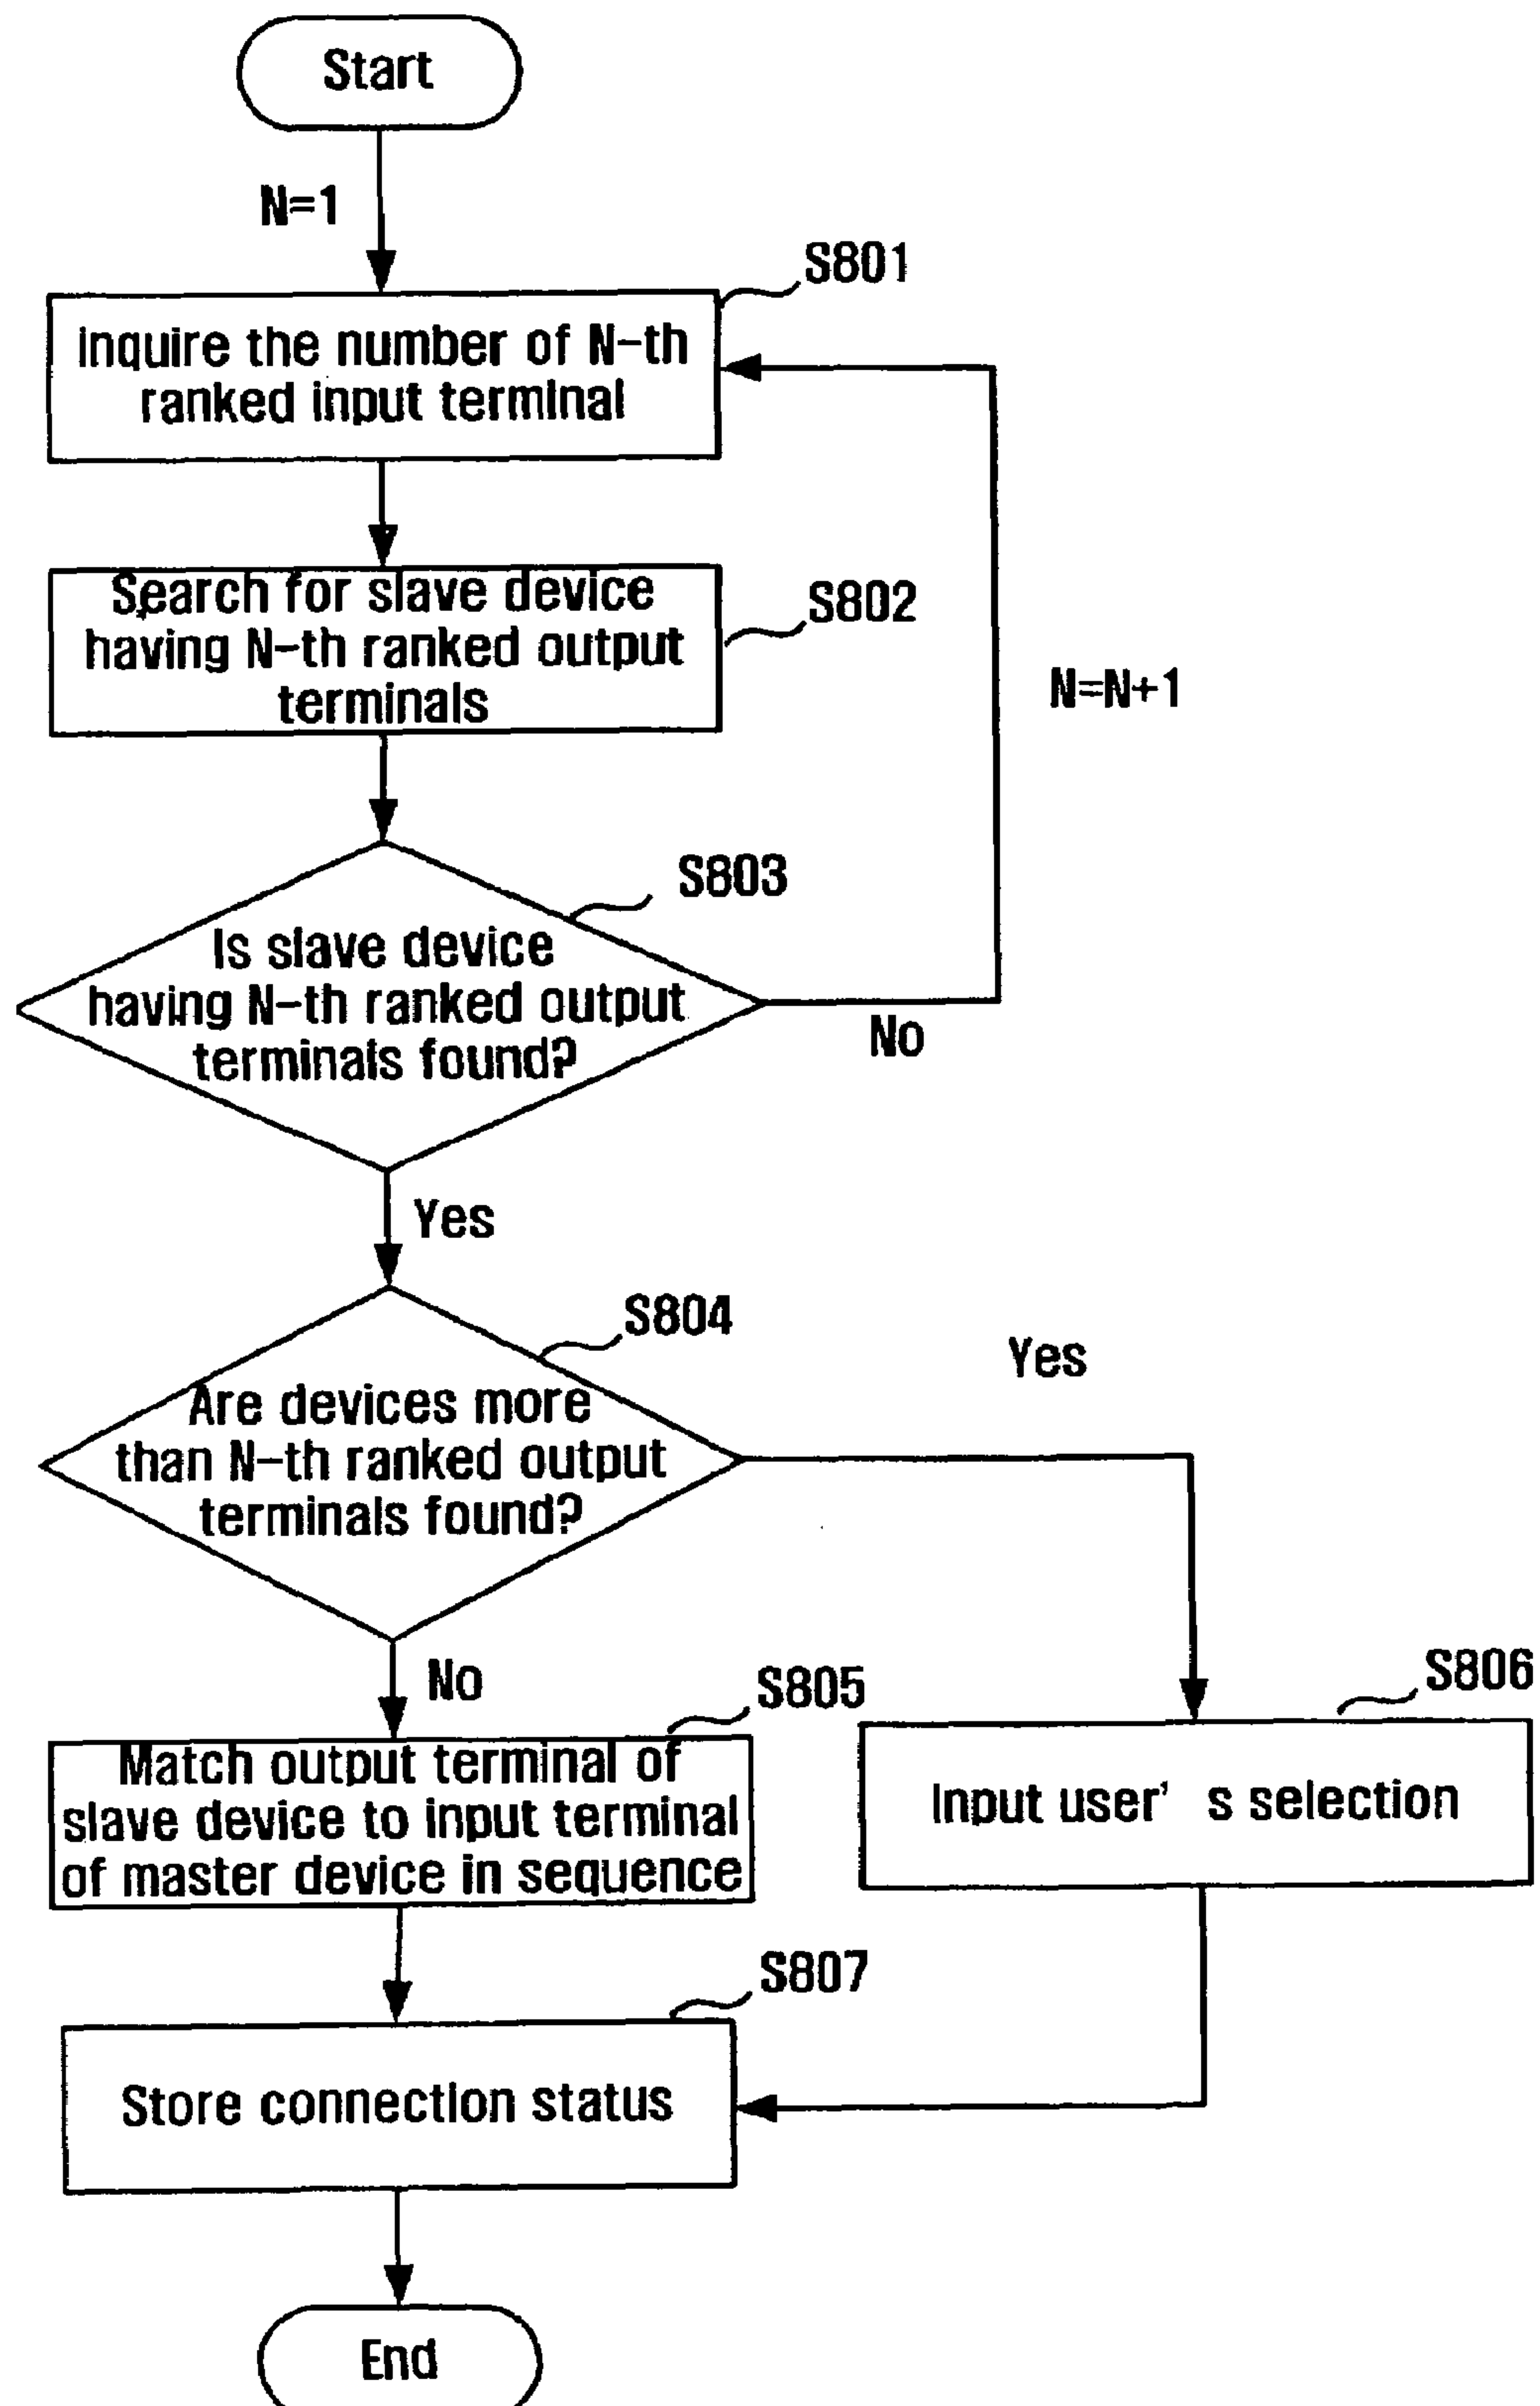 Start
N=1
S801
Inquire the number of N-th
ranked input terminal
S802
Search for slave device
having N-th ranked output
terminals
N=N+1
S803
Is slave device
having N-th ranked output
terminals found?
No
Yes
S804
Are devices more
than N-th ranked output
terminals found?
Yes
No
S805
Match output terminal of
slave device to input terminal
of master device in sequence
S806
Input user' s selection
S807
Store connection status
End